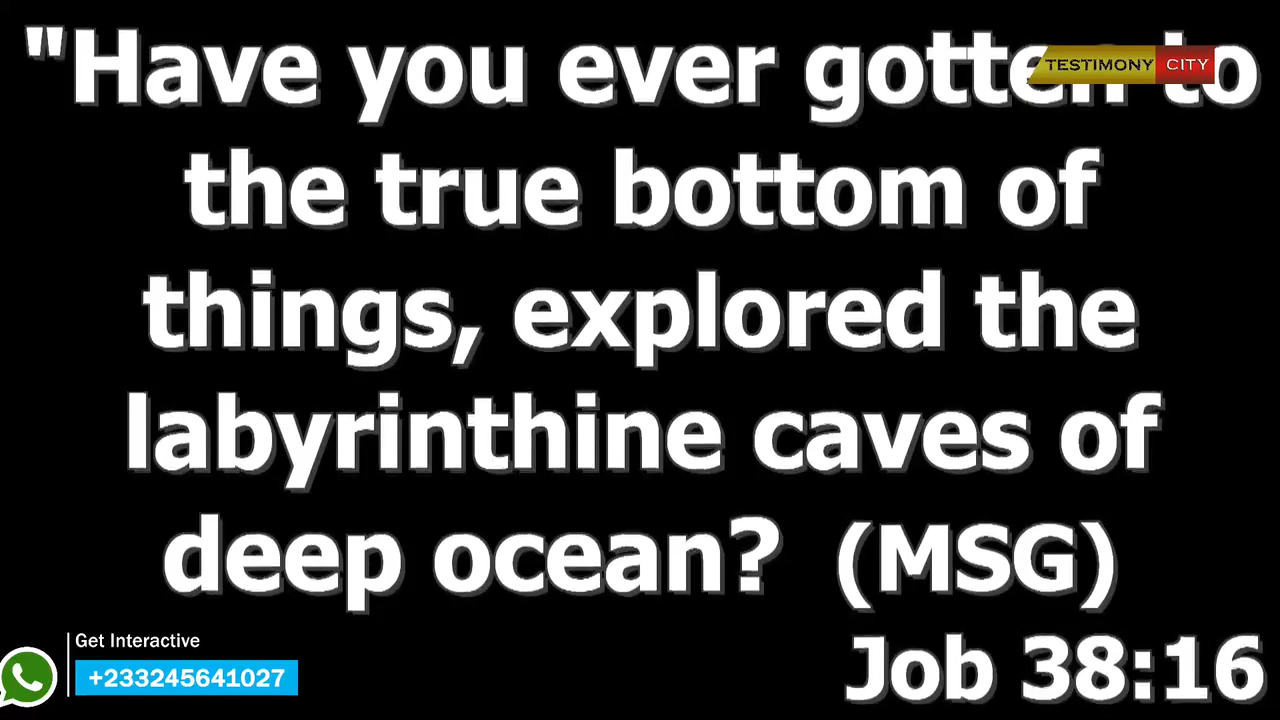 "Have you ever gotten to
TESTIMONY CITY
the true bottom of
things, explored the
labyrinthine caves of
deep ocean? (MSG)
Job 38:16
Get Interactive
+233245641027